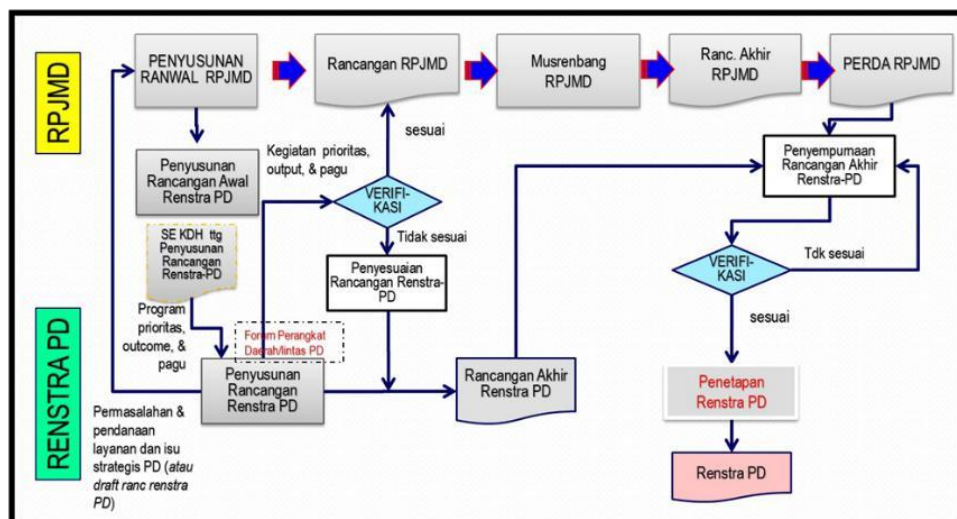 RPJMD
PENYUSUNAN
RANWAL RPJMD
Rancangan RPJMD
Musrenbang
RPJMD
Ranc. Akhir
RPJMD
PERDA RPJMD
sesuai
Penyusunan
Rancangan Awal
Renstra PD
Kegiatan prioritas,
output, & pagu
VERIFI-
KASI
Penyempurnaan
Rancangan Akhir
Renstra-PD
SE KDH ttg
Penyusunan
Rancangan
Renstra-PD
Tidak sesuai
Penyesuaian
Rancangan Renstra-
PD
VERIFI-
KASI
Tdk sesuai
sesuai
RENSTRA PD
Program
prioritas,
outcome, &
pagu
Forum Perangkat
Daerah/lintas PD
Penyusunan
Rancangan
Renstra PD
Rancangan Akhir
Renstra PD
Penetapan
Renstra PD
Permasalahan &
pendanaan
layanan dan isu
strategis PD (atau
draft ranc renstra
PD)
Renstra PD